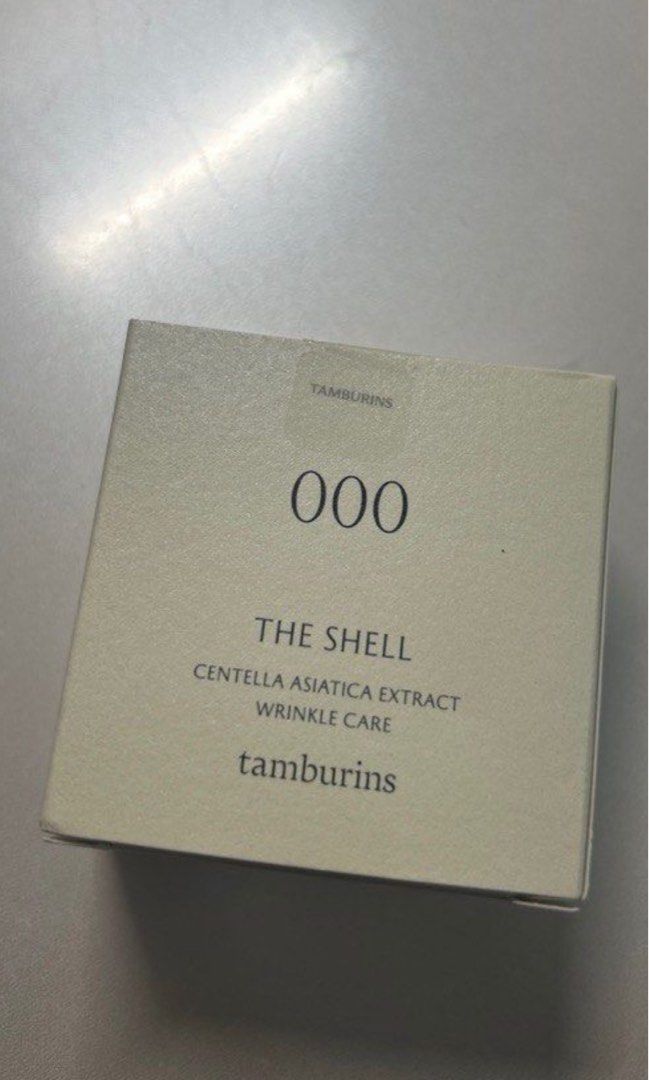 TAMBURINS
000
THE SHELL
CENTELLA ASIATICA EXTRACT
WRINKLE CARE
tamburins